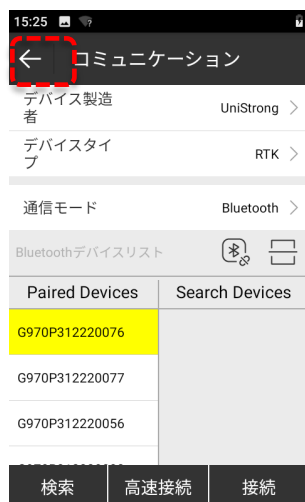 15:25
コミュニケーション
デバイス製造
者
UniStrong
デバイスタイ
プ
RTK
通信モード
Bluetooth
Bluetoothデバイスリスト
Paired Devices
Search Devices
G970P312220076
G970P312220077
G970P312220056
検索
高速接続
接続